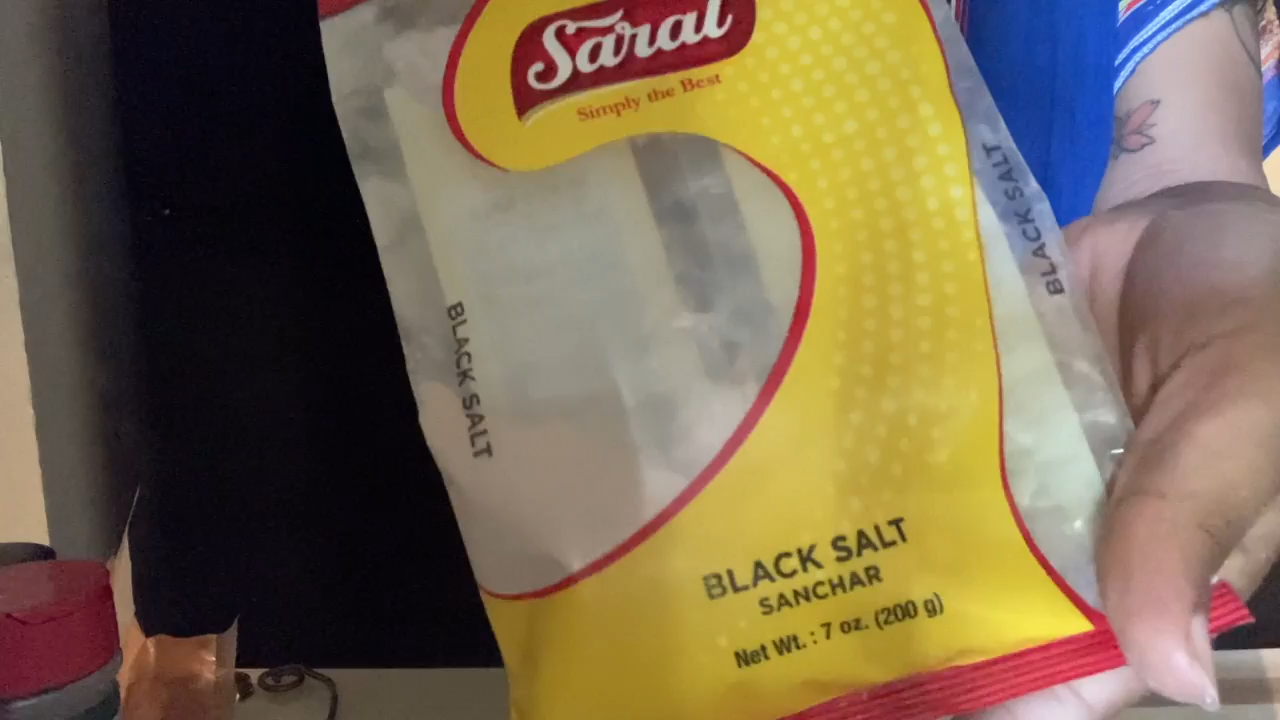 Saral
Simply the Best
BLACK SALT
BLACK SALT
BLACK SALT
SANCHAR
Net Wt. : 7 oz. (200 g)